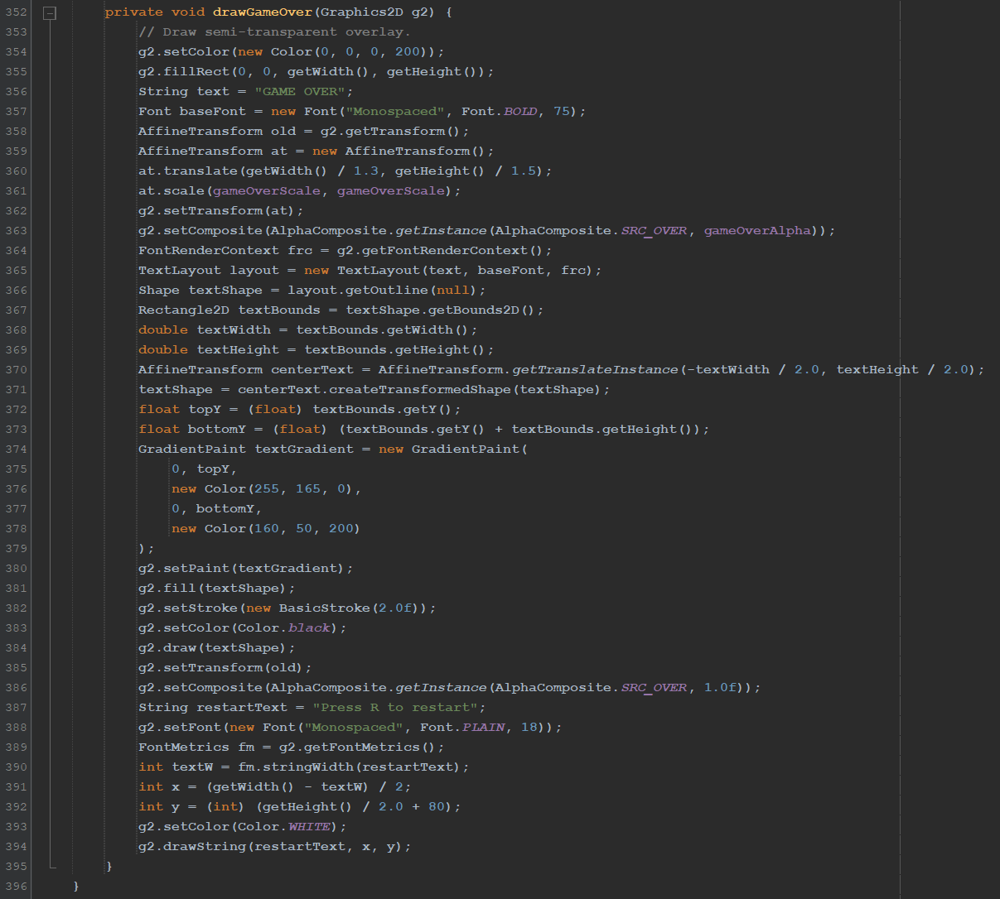 352 private void drawGameOver(Graphics2D g2) {
353 // Draw semi-transparent overlay.
354 g2.setColor(new Color(0, 0, 0, 200));
355 g2.fillRect(0, 0, getWidth(), getHeight());
356 String text = "GAME OVER";
357 Font baseFont = new Font("Monospaced", Font.BOLD, 75);
358 AffineTransform old = g2.getTransform();
359 AffineTransform at = new AffineTransform();
360 at.translate(getWidth() / 1.3, getHeight() / 1.5);
361 at.scale(gameOverScale, gameOverScale);
362 g2.setTransform(at);
363 g2.setComposite(AlphaComposite.getInstance(AlphaComposite.SRC_OVER, gameOverAlpha));
364 FontRenderContext frc = g2.getFontRenderContext();
365 TextLayout layout = new TextLayout(text, baseFont, frc);
366 Shape textShape = layout.getOutline(null);
367 Rectangle2D textBounds = textShape.getBounds2D();
368 double textWidth = textBounds.getWidth();
369 double textHeight = textBounds.getHeight();
370 AffineTransform centerText = AffineTransform.getTranslateInstance(-textWidth / 2.0, textHeight / 2.0);
371 textShape = centerText.createTransformedShape(textShape);
372 float topY = (float) textBounds.getY();
373 float bottomY = (float) (textBounds.getY() + textBounds.getHeight());
374 GradientPaint textGradient = new GradientPaint(
375 0, topY,
376 new Color(255, 165, 0),
377 0, bottomY,
378 new Color(160, 50, 200)
379 );
380 g2.setPaint(textGradient);
381 g2.fill(textShape);
382 g2.setStroke(new BasicStroke(2.0f));
383 g2.setColor(Color.black);
384 g2.draw(textShape);
385 g2.setTransform(old);
386 g2.setComposite(AlphaComposite.getInstance(AlphaComposite.SRC_OVER, 1.0f));
387 String restartText = "Press R to restart";
388 g2.setFont(new Font("Monospaced", Font.PLAIN, 18));
389 FontMetrics fm = g2.getFontMetrics();
390 int textW = fm.stringWidth(restartText);
391 int x = (getWidth() - textW) / 2;
392 int y = (int) (getHeight() / 2.0 + 80);
393 g2.setColor(Color.WHITE);
394 g2.drawString(restartText, x, y);
395 }
396 }